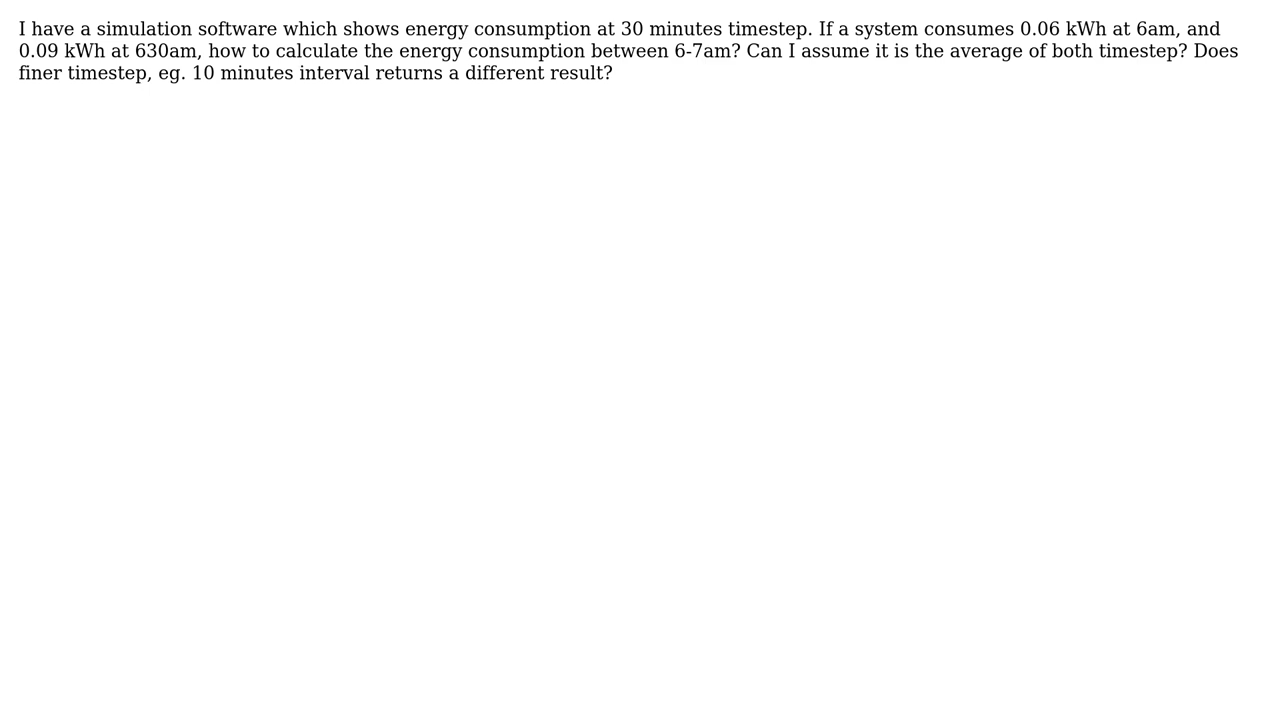 I have a simulation software which shows energy consumption at 30 minutes timestep. If a system consumes 0.06 kWh at 6am, and
0.09 kWh at 630am, how to calculate the energy consumption between 6-7am? Can I assume it is the average of both timestep? Does
finer timestep, eg. 10 minutes interval returns a different result?